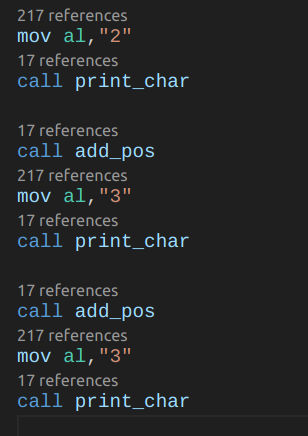 217 references
mov al,"2"
17 references
call print_char
17 references
call add_pos
217 references
mov al,"3"
17 references
call print_char
17 references
call add_pos
217 references
mov al,"3"
17 references
call print_char